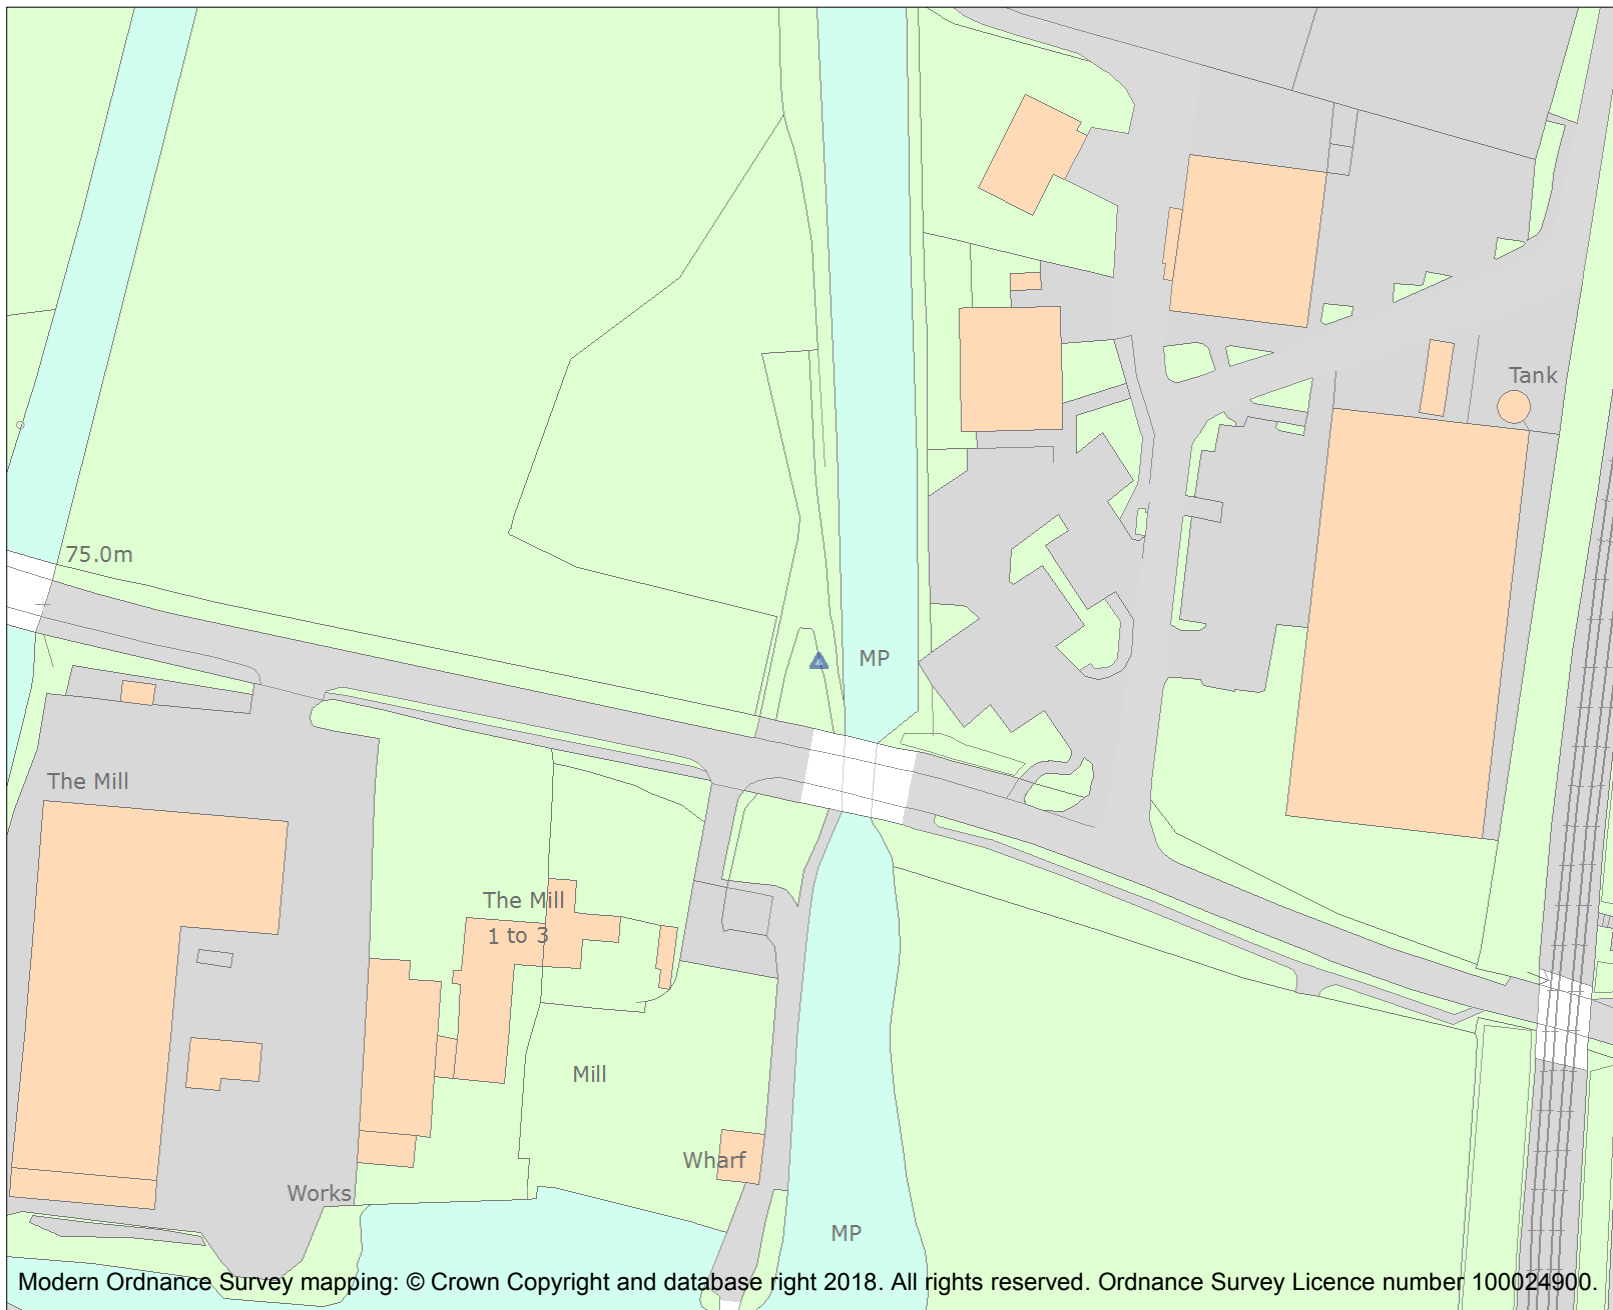 Tank
75.0m
MP
The Mill
The Mill
1 to 3
Mill
Wharf
Works
MP
Modern Ordnance Survey mapping: © Crown Copyright and database right 2018. All rights reserved. Ordnance Survey Licence number 100024900.